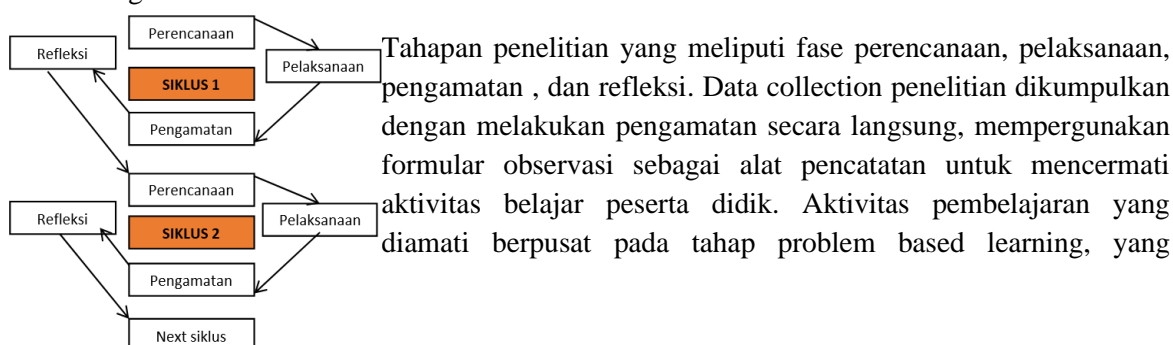 Perencanaan
Refleksi
Pelaksanaan
SIKLUS 1
Pengamatan
Perencanaan
Refleksi
Pelaksanaan
SIKLUS 2
Pengamatan
Next siklus
Tahapan penelitian yang meliputi fase perencanaan, pelaksanaan,
pengamatan , dan refleksi. Data collection penelitian dikumpulkan
dengan melakukan pengamatan secara langsung, mempergunakan
formular observasi sebagai alat pencatatan untuk mencermati
aktivitas belajar peserta didik. Aktivitas pembelajaran yang
diamati berpusat pada tahap problem based learning, yang